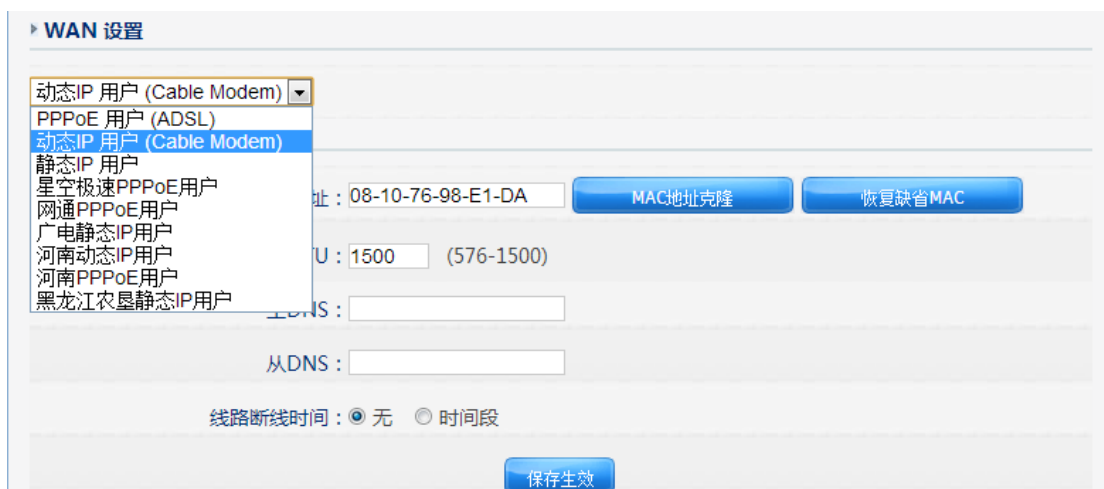 WAN 设置
动态IP 用户 (Cable Modem)
PPPoE 用户 (ADSL)
动态IP 用户 (Cable Modem)
静态IP 用户
星空极速PPPoE用户
网通PPPoE用户
广电静态IP用户
河南动态IP用户
河南PPPoE用户
黑龙江农垦静态IP用户
址：08-10-76-98-E1-DA MAC地址克隆 恢复缺省MAC
TU：1500 (576-1500)
主DNS：
从DNS：
线路断线时间：无 时间段
保存生效